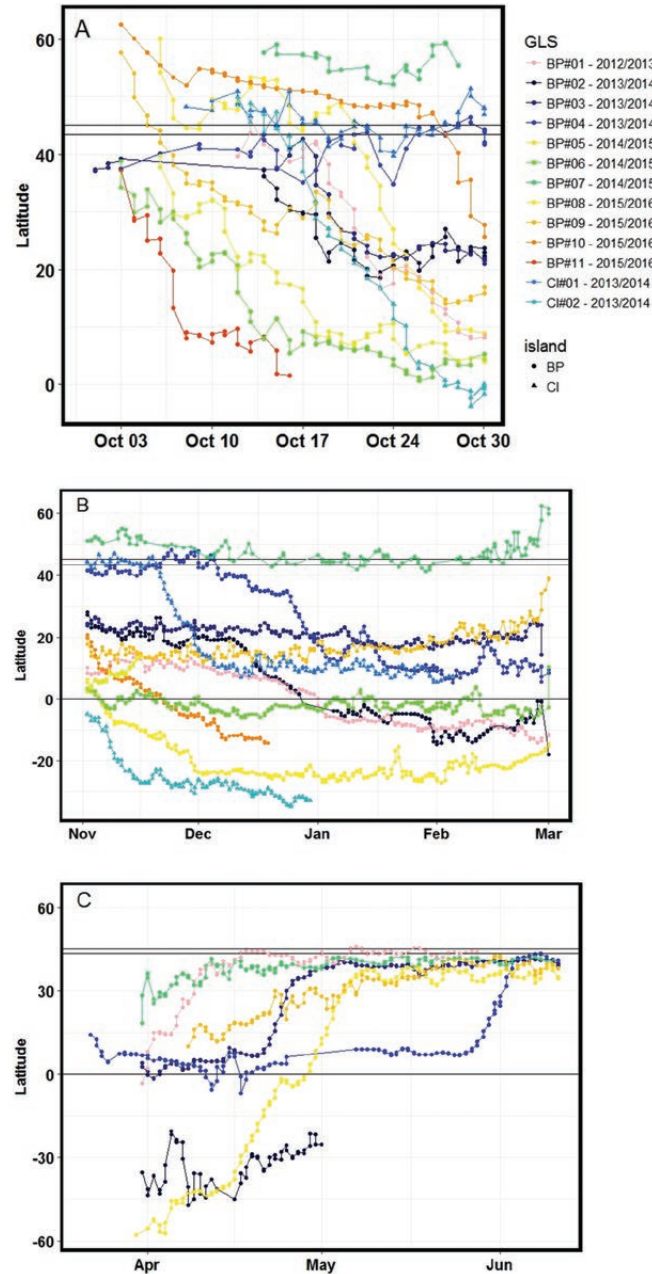 A
60
40
20
0
Latitude
Oct 03 Oct 10 Oct 17 Oct 24 Oct 30
GLS
BP#01 - 2012/2013
BP#02 - 2013/2014
BP#03 - 2013/2014
BP#04 - 2013/2014
BP#05 - 2014/2015
BP#06 - 2014/2015
BP#07 - 2014/2015
BP#08 - 2015/2016
BP#09 - 2015/2016
BP#10 - 2015/2016
BP#11 - 2015/2016
CI#01 - 2013/2014
CI#02 - 2013/2014
island
BP
CI
B
60
40
20
0
-20
Latitude
Nov Dec Jan Feb Mar
C
60
30
0
-30
-60
Latitude
Apr May Jun